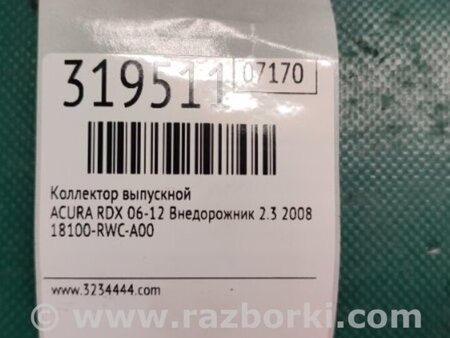 319511 07170
Коллектор выпускной
ACURA RDX 06-12 Внедорожник 2.3 2008
18100-RWC-A00
www.3234444.com
www.razborki.com